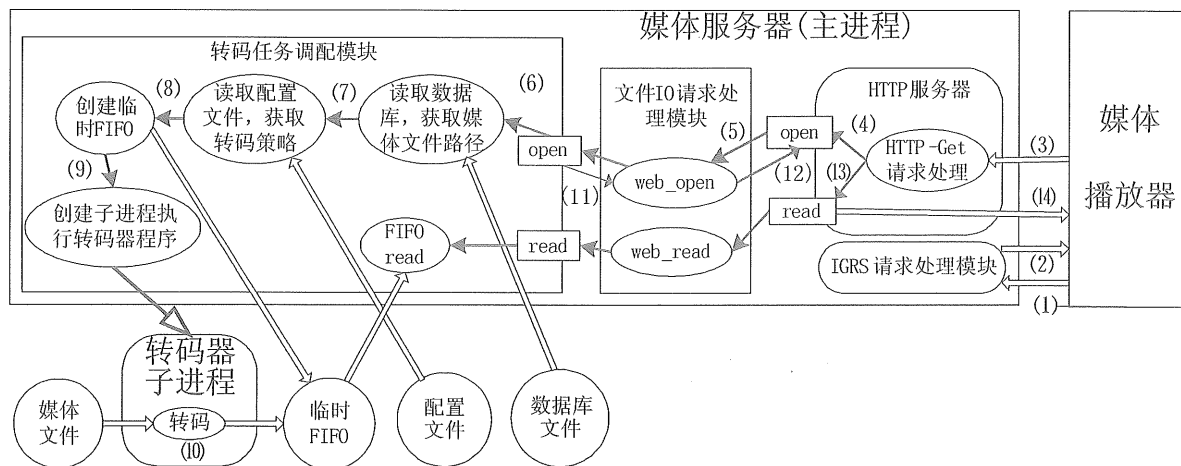 媒体服务器(主进程)
转码任务调配模块
创建临
时FIFO
(8)
读取配置
文件，获取
转码策略
(7)
读取数据
库，获取媒
体文件路径
(6)
open
文件IO请求处
理模块
(5)
web_open
(11)
(12)
HTTP服务器
open
(4)
HTTP-Get
请求处理
(13)
read
(3)
(14)
媒体
播放器
(9)
创建子进程执
行转码器程序
FIFO
read
read
web_read
IGRS请求处理模块
(2)
(1)
转码器
子进程
媒体
文件
转码
(10)
临时
FIFO
配置
文件
数据库
文件